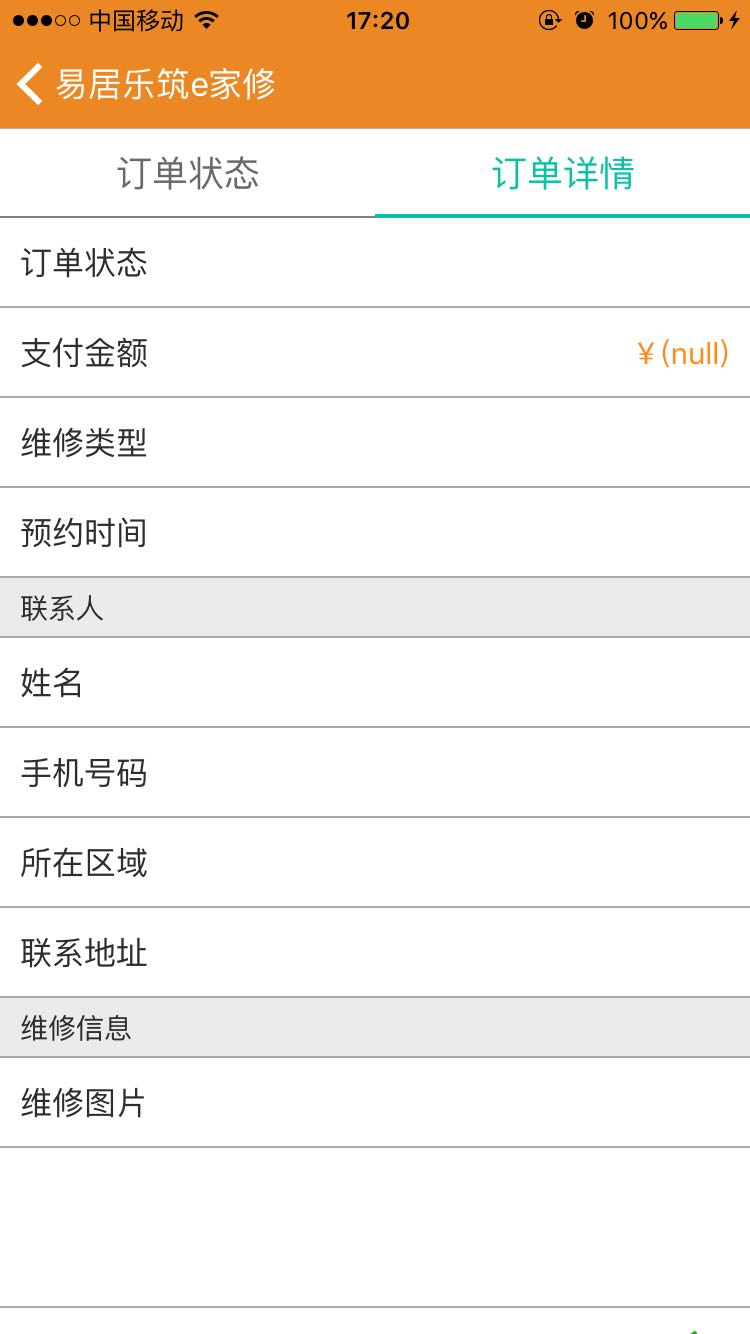 中国移动 17:20 100%
易居乐筑e家修
订单状态 订单详情
订单状态
支付金额 ¥(null)
维修类型
预约时间
联系人
姓名
手机号码
所在区域
联系地址
维修信息
维修图片